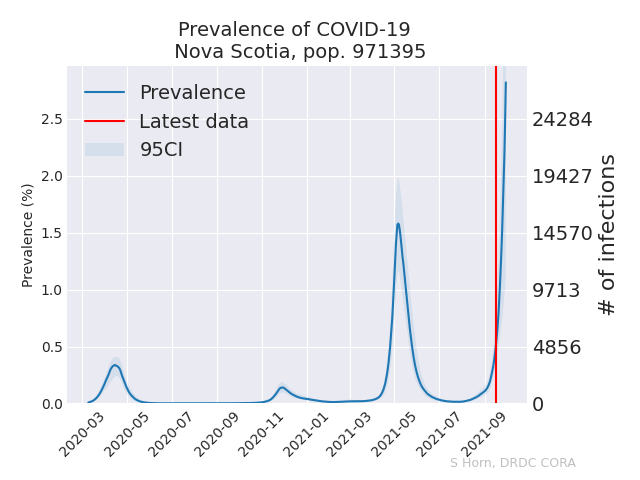 Prevalence of COVID-19
Nova Scotia, pop. 971395
Prevalence
Latest data
95CI
Prevalence (%)
2.5
2.0
1.5
1.0
0.5
0.0
24284
19427
14570
9713
4856
0
# of infections
2020-03
2020-05
2020-07
2020-09
2020-11
2021-01
2021-03
2021-05
2021-07
2021-09
S Horn, DRDC CORA